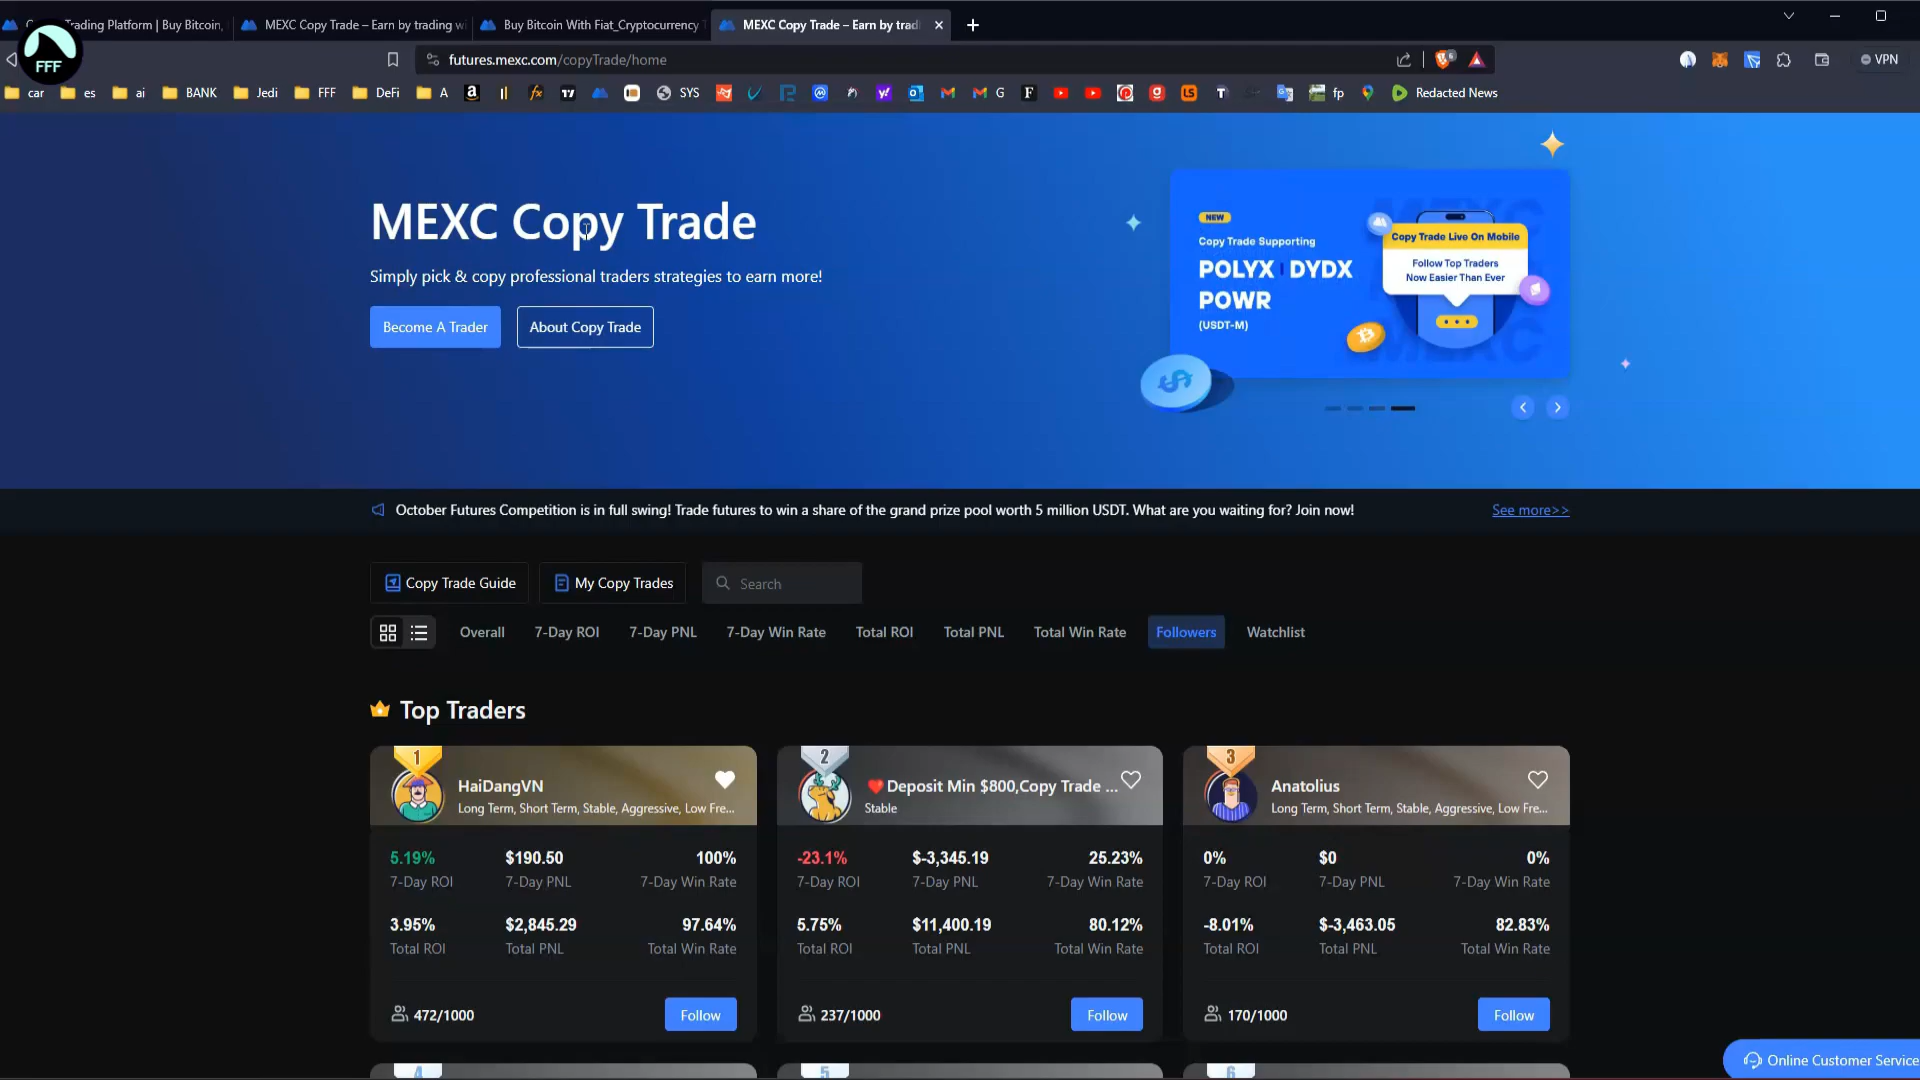 Trading Platform | Buy Bitcoin,
MEXC Copy Trade – Earn by trading wi
Buy Bitcoin With Fiat_Cryptocurrency
MEXC Copy Trade – Earn by trad
FFF
futures.mexc.com/copyTrade/home
VPN
car
es
ai
BANK
Jedi
FFF
DeFi
A
SYS
G
fp
Redacted News
MEXC Copy Trade
Simply pick & copy professional traders strategies to earn more!
Become A Trader
About Copy Trade
NEW
Copy Trade Supporting
POLYX | DYDX
POWR
(USDT-M)
Copy Trade Live On Mobile
Follow Top Traders
Now Easier Than Ever
October Futures Competition is in full swing! Trade futures to win a share of the grand prize pool worth 5 million USDT. What are you waiting for? Join now!
See more>>
Copy Trade Guide
My Copy Trades
Search
Overall
7-Day ROI
7-Day PNL
7-Day Win Rate
Total ROI
Total PNL
Total Win Rate
Followers
Watchlist
Top Traders
1
HaiDangVN
Long Term, Short Term, Stable, Aggressive, Low Fre...
5.19% $190.50 100%
7-Day ROI 7-Day PNL 7-Day Win Rate
3.95% $2,845.29 97.64%
Total ROI Total PNL Total Win Rate
472/1000
Follow
2
Deposit Min $800,Copy Trade ...
Stable
-23.1% $-3,345.19 25.23%
7-Day ROI 7-Day PNL 7-Day Win Rate
5.75% $11,400.19 80.12%
Total ROI Total PNL Total Win Rate
237/1000
Follow
3
Anatolius
Long Term, Short Term, Stable, Aggressive, Low Fre...
0% $0 0%
7-Day ROI 7-Day PNL 7-Day Win Rate
-8.01% $-3,463.05 82.83%
Total ROI Total PNL Total Win Rate
170/1000
Follow
4
5
6
Online Customer Service